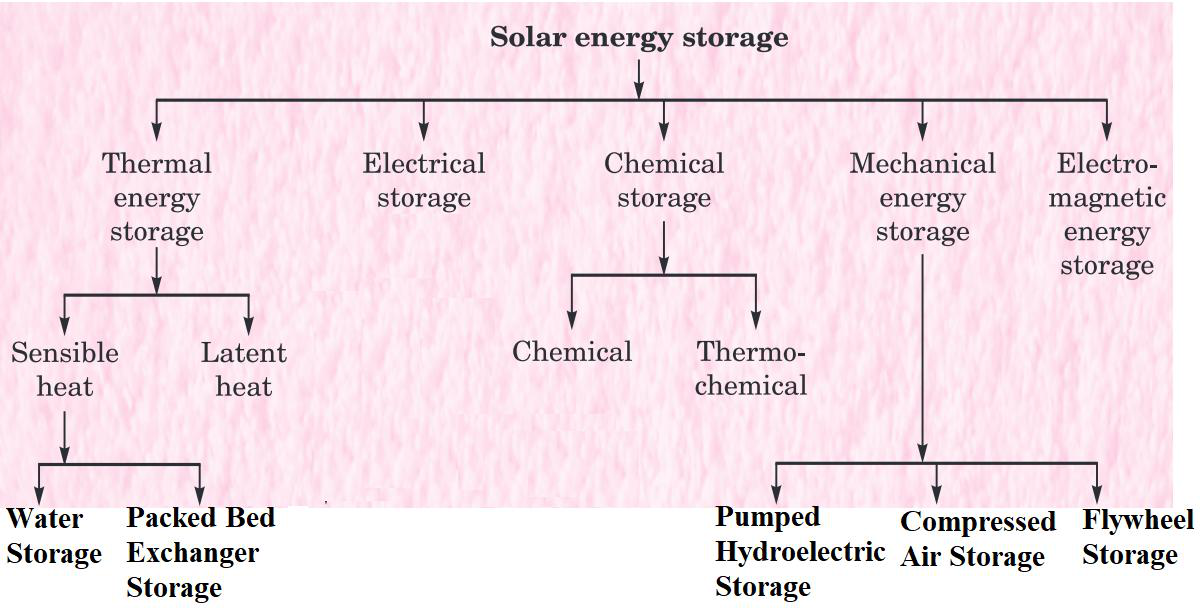 Solar energy storage
Thermal
energy
storage
Electrical
storage
Chemical
storage
Mechanical
energy
storage
Electro-
magnetic
energy
storage
Sensible
heat
Latent
heat
Chemical
Thermo-
chemical
Water
Storage
Packed Bed
Exchanger
Storage
Pumped
Hydroelectric
Storage
Compressed
Air Storage
Flywheel
Storage